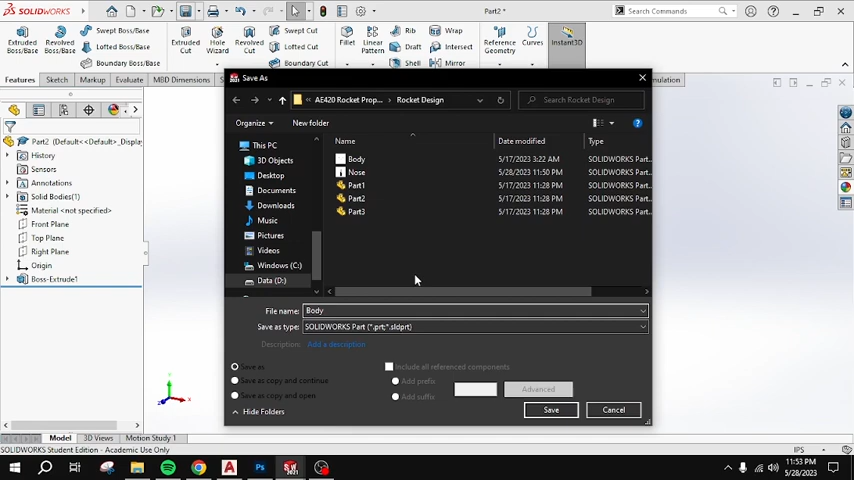 SOLIDWORKS
Part2 *
Search Commands
Extruded Boss/Base
Revolved Boss/Base
Swept Boss/Base
Lofted Boss/Base
Boundary Boss/Base
Extruded Cut
Hole Wizard
Revolved Cut
Swept Cut
Lofted Cut
Boundary Cut
Fillet
Linear Pattern
Rib
Draft
Shell
Wrap
Intersect
Mirror
Reference Geometry
Curves
Instant3D
Features
Sketch
Markup
Evaluate
MBD Dimensions
Save As
AE420 Rocket Prop... > Rocket Design
Search Rocket Design
Organize
New folder
This PC
3D Objects
Desktop
Documents
Downloads
Music
Pictures
Videos
Windows (C:)
Data (D:)
Name Date modified Type
Body 5/17/2023 3:22 AM SOLIDWORKS Part...
Nose 5/28/2023 11:50 PM SOLIDWORKS Part...
Part1 5/17/2023 11:28 PM SOLIDWORKS Part...
Part2 5/17/2023 11:28 PM SOLIDWORKS Part...
Part3 5/17/2023 11:28 PM SOLIDWORKS Part...
File name: Body
Save as type: SOLIDWORKS Part (*.prt;*.sldprt)
Description: Add a description
Save as
Save as copy and continue
Save as copy and open
Include all referenced components
Add prefix
Add suffix
Advanced
Hide Folders
Save
Cancel
Part2 (Default<<Default>_Display
History
Sensors
Annotations
Solid Bodies(1)
Material <not specified>
Front Plane
Top Plane
Right Plane
Origin
Boss-Extrude1
Model
3D Views
Motion Study 1
SOLIDWORKS Student Edition - Academic Use Only
IPS
11:53 PM
5/28/2023